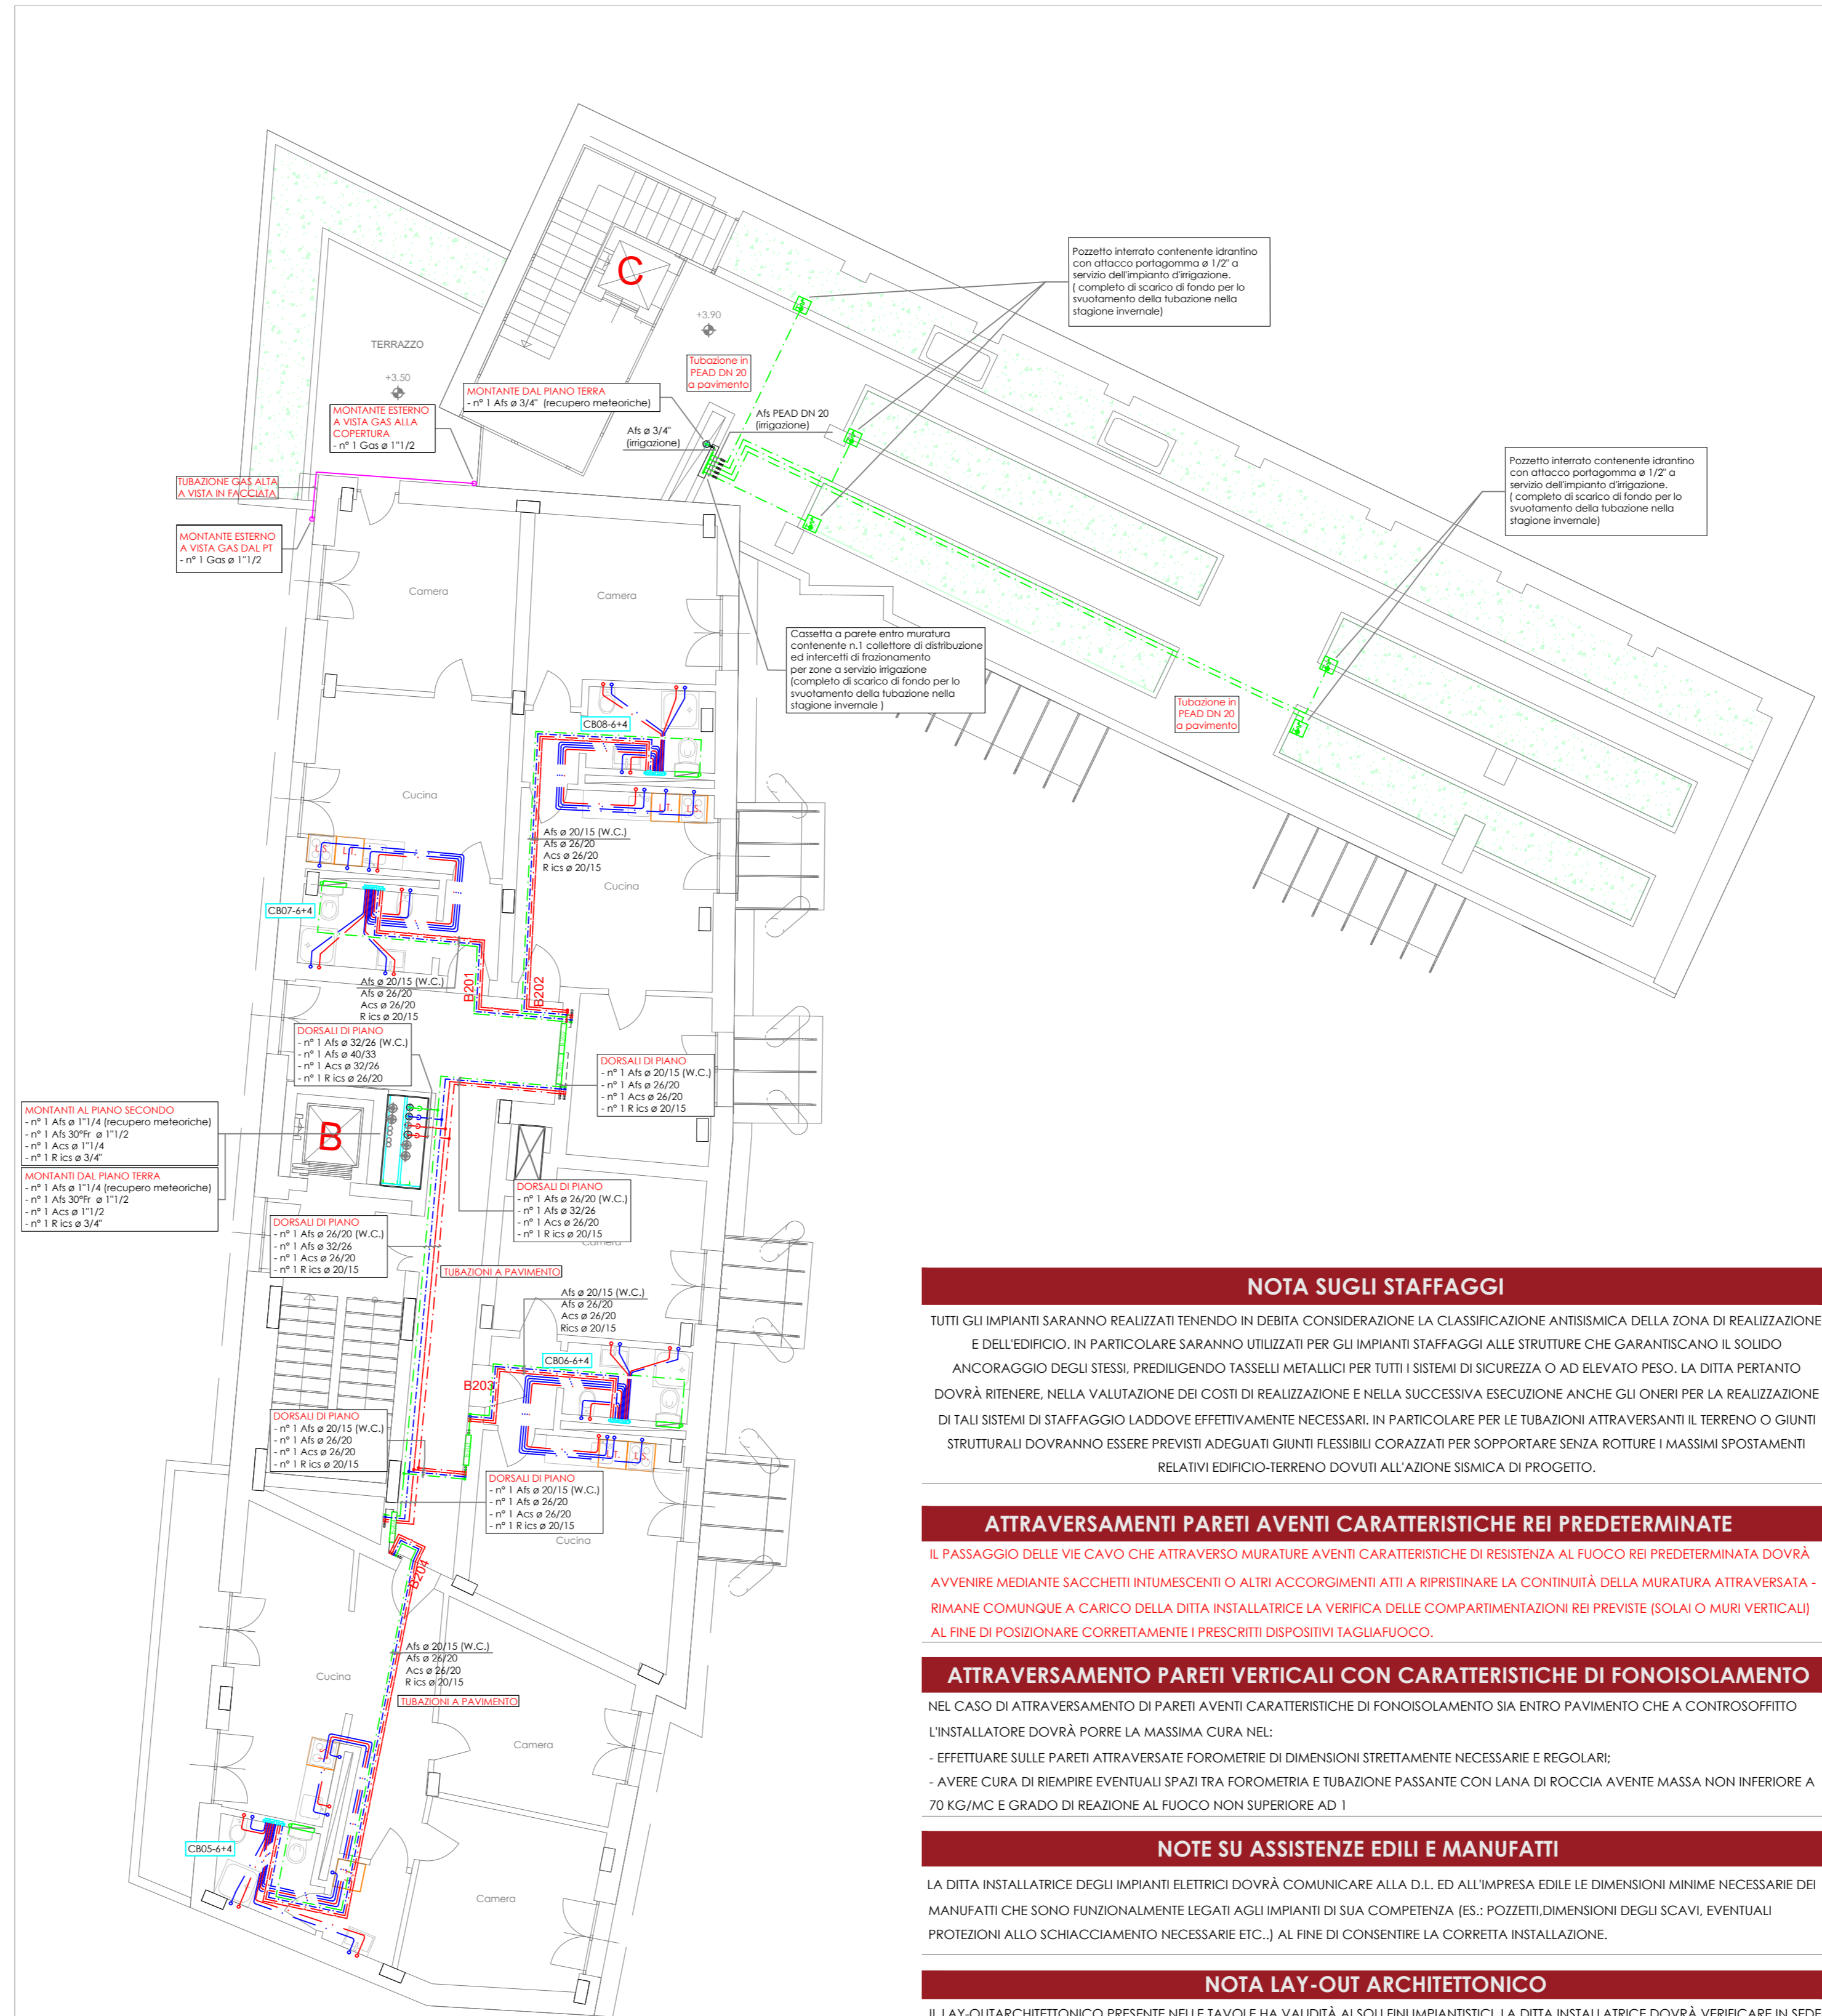 C
Pozzetto interrato contenente idrantino
con attacco portagomma ø 1/2" a
servizio dell'impianto d'irrigazione.
( completo di scarico di fondo per lo
svuotamento della tubazione nella
stagione invernale)
+3.90
TERRAZZO
+3.50
Tubazione in
PEAD DN 20
a pavimento
MONTANTE DAL PIANO TERRA
- n° 1 Afs ø 3/4" (recupero meteoriche)
MONTANTE ESTERNO
A VISTA GAS ALLA
COPERTURA
- n° 1 Gas ø 1"1/2
Afs ø 3/4"
(irrigazione)
Afs PEAD DN 20
(irrigazione)
Pozzetto interrato contenente idrantino
con attacco portagomma ø 1/2" a
servizio dell'impianto d'irrigazione.
( completo di scarico di fondo per lo
svuotamento della tubazione nella
stagione invernale)
TUBAZIONE GAS ALTA
A VISTA IN FACCIATA
MONTANTE ESTERNO
A VISTA GAS DAL PT
- n° 1 Gas ø 1"1/2
Camera
Camera
Cassetta a parete entro muratura
contenente n.1 collettore di distribuzione
ed intercetti di frazionamento
per zone a servizio irrigazione
(completo di scarico di fondo per lo
svuotamento della tubazione nella
stagione invernale )
Tubazione in
PEAD DN 20
a pavimento
CB08-6+4
Cucina
L.T.
L.S.
Afs ø 20/15 (W.C.)
Afs ø 26/20
Acs ø 26/20
R ics ø 20/15
L.S.
L.T.
Cucina
CB07-6+4
Afs ø 20/15 (W.C.)
Afs ø 26/20
Acs ø 26/20
R ics ø 20/15
B201
B202
DORSALI DI PIANO
- n° 1 Afs ø 32/26 (W.C.)
- n° 1 Afs ø 40/33
- n° 1 Acs ø 32/26
- n° 1 R ics ø 26/20
DORSALI DI PIANO
- n° 1 Afs ø 20/15 (W.C.)
- n° 1 Afs ø 26/20
- n° 1 Acs ø 26/20
- n° 1 R ics ø 20/15
MONTANTI AL PIANO SECONDO
- n° 1 Afs ø 1"1/4 (recupero meteoriche)
- n° 1 Afs 30°Fr ø 1"1/2
- n° 1 Acs ø 1"1/4
- n° 1 R ics ø 3/4"
B
MONTANTI DAL PIANO TERRA
- n° 1 Afs ø 1"1/4 (recupero meteoriche)
- n° 1 Afs 30°Fr ø 1"1/2
- n° 1 Acs ø 1"1/2
- n° 1 R ics ø 3/4"
DORSALI DI PIANO
- n° 1 Afs ø 26/20 (W.C.)
- n° 1 Afs ø 32/26
- n° 1 Acs ø 26/20
- n° 1 R ics ø 20/15
Camera
DORSALI DI PIANO
- n° 1 Afs ø 26/20 (W.C.)
- n° 1 Afs ø 32/26
- n° 1 Acs ø 26/20
- n° 1 R ics ø 20/15
TUBAZIONI A PAVIMENTO
Afs ø 20/15 (W.C.)
Afs ø 26/20
Acs ø 26/20
Rics ø 20/15
CB06-6+4
B203
L.T.
L.S.
DORSALI DI PIANO
- n° 1 Afs ø 20/15 (W.C.)
- n° 1 Afs ø 26/20
- n° 1 Acs ø 26/20
- n° 1 R ics ø 20/15
DORSALI DI PIANO
- n° 1 Afs ø 20/15 (W.C.)
- n° 1 Afs ø 26/20
- n° 1 Acs ø 26/20
- n° 1 R ics ø 20/15
Cucina
B204
Afs ø 20/15 (W.C.)
Afs ø 26/20
Acs ø 26/20
R ics ø 20/15
Cucina
TUBAZIONI A PAVIMENTO
Camera
L.S.
CB05-6+4
Camera
NOTA SUGLI STAFFAGGI
TUTTI GLI IMPIANTI SARANNO REALIZZATI TENENDO IN DEBITA CONSIDERAZIONE LA CLASSIFICAZIONE ANTISISMICA DELLA ZONA DI REALIZZAZIONE
E DELL'EDIFICIO. IN PARTICOLARE SARANNO UTILIZZATI PER GLI IMPIANTI STAFFAGGI ALLE STRUTTURE CHE GARANTISCANO IL SOLIDO
ANCORAGGIO DEGLI STESSI, PREDILIGENDO TASSELLI METALLICI PER TUTTI I SISTEMI DI SICUREZZA O AD ELEVATO PESO. LA DITTA PERTANTO
DOVRÀ RITENERE, NELLA VALUTAZIONE DEI COSTI DI REALIZZAZIONE E NELLA SUCCESSIVA ESECUZIONE ANCHE GLI ONERI PER LA REALIZZAZIONE
DI TALI SISTEMI DI STAFFAGGIO LADDOVE EFFETTIVAMENTE NECESSARI. IN PARTICOLARE PER LE TUBAZIONI ATTRAVERSANTI IL TERRENO O GIUNTI
STRUTTURALI DOVRANNO ESSERE PREVISTI ADEGUATI GIUNTI FLESSIBILI CORAZZATI PER SOPPORTARE SENZA ROTTURE I MASSIMI SPOSTAMENTI
RELATIVI EDIFICIO-TERRENO DOVUTI ALL'AZIONE SISMICA DI PROGETTO.
ATTRAVERSAMENTI PARETI AVENTI CARATTERISTICHE REI PREDETERMINATE
IL PASSAGGIO DELLE VIE CAVO CHE ATTRAVERSO MURATURE AVENTI CARATTERISTICHE DI RESISTENZA AL FUOCO REI PREDETERMINATA DOVRÀ
AVVENIRE MEDIANTE SACCHETTI INTUMESCENTI O ALTRI ACCORGIMENTI ATTI A RIPRISTINARE LA CONTINUITÀ DELLA MURATURA ATTRAVERSATA -
RIMANE COMUNQUE A CARICO DELLA DITTA INSTALLATRICE LA VERIFICA DELLE COMPARTIMENTAZIONI REI PREVISTE (SOLAI O MURI VERTICALI)
AL FINE DI POSIZIONARE CORRETTAMENTE I PRESCRITTI DISPOSITIVI TAGLIAFUOCO.
ATTRAVERSAMENTO PARETI VERTICALI CON CARATTERISTICHE DI FONOISOLAMENTO
NEL CASO DI ATTRAVERSAMENTO DI PARETI AVENTI CARATTERISTICHE DI FONOISOLAMENTO SIA ENTRO PAVIMENTO CHE A CONTROSOFFITTO
L'INSTALLATORE DOVRÀ PORRE LA MASSIMA CURA NEL:
- EFFETTUARE SULLE PARETI ATTRAVERSATE FOROMETRIE DI DIMENSIONI STRETTAMENTE NECESSARIE E REGOLARI;
- AVERE CURA DI RIEMPIRE EVENTUALI SPAZI TRA FOROMETRIA E TUBAZIONE PASSANTE CON LANA DI ROCCIA AVENTE MASSA NON INFERIORE A
70 KG/MC E GRADO DI REAZIONE AL FUOCO NON SUPERIORE AD 1
NOTE SU ASSISTENZE EDILI E MANUFATTI
LA DITTA INSTALLATRICE DEGLI IMPIANTI ELETTRICI DOVRÀ COMUNICARE ALLA D.L. ED ALL'IMPRESA EDILE LE DIMENSIONI MINIME NECESSARIE DEI
MANUFATTI CHE SONO FUNZIONALMENTE LEGATI AGLI IMPIANTI DI SUA COMPETENZA (ES.: POZZETTI,DIMENSIONI DEGLI SCAVI, EVENTUALI
PROTEZIONI ALLO SCHIACCIAMENTO NECESSARIE ETC..) AL FINE DI CONSENTIRE LA CORRETTA INSTALLAZIONE.
NOTA LAY-OUT ARCHITETTONICO
IL LAY-OUTARCHITETTONICO PRESENTE NELLE TAVOLE HA VALIDITÀ AI SOLI FINI IMPIANTISTICI. LA DITTA INSTALLATRICE DOVRÀ VERIFICARE IN SEDE